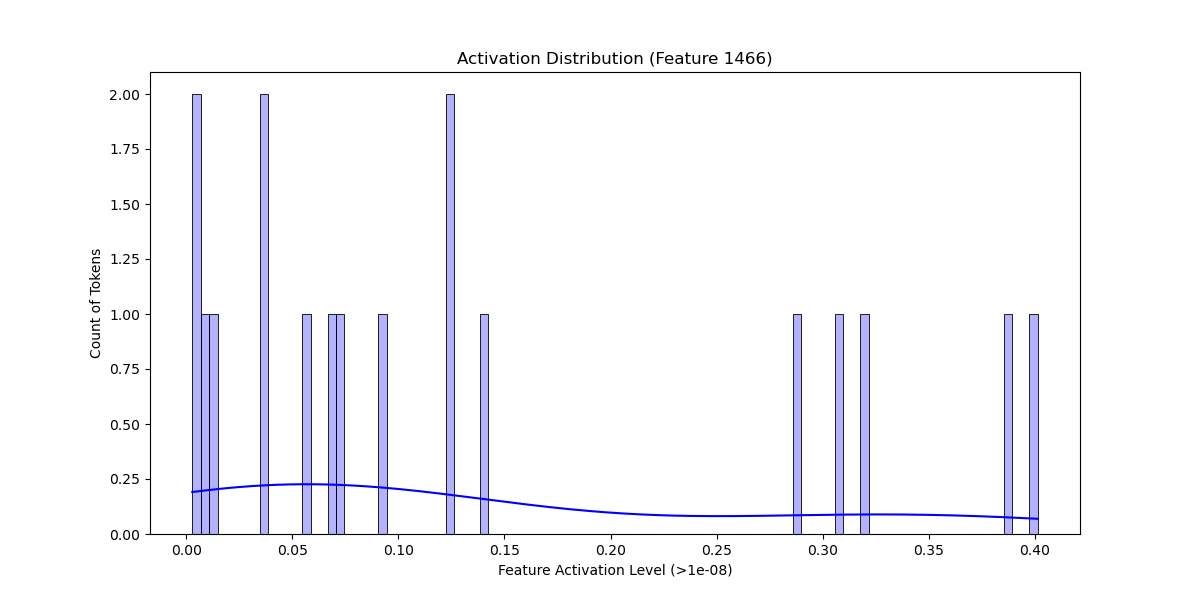 Activation Distribution (Feature 1466)
2.00
1.75
1.50
1.25
1.00
0.75
0.50
0.25
0.00
Count of Tokens
0.00 0.05 0.10 0.15 0.20 0.25 0.30 0.35 0.40
Feature Activation Level (>1e-08)